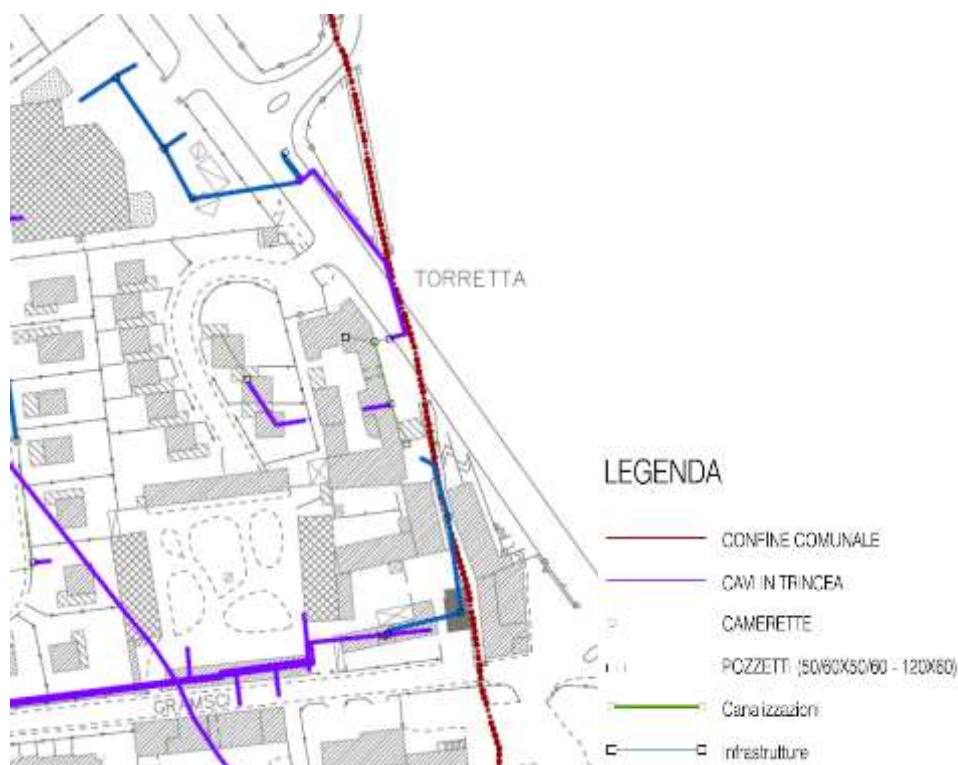 TORRETTA
GRAMSCI
LEGENDA
CONFINE COMUNALE
CAVI IN TRINCEA
CAMERETTE
POZZETTI (50/60X50/60 - 120X60)
Canalizzazioni
Infrastrutture